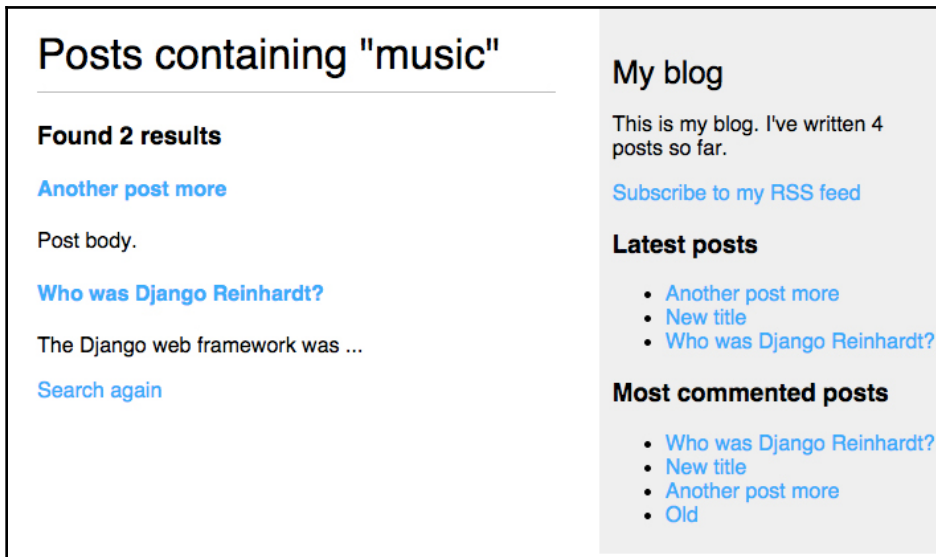 Posts containing "music"
Found 2 results
Another post more
Post body.
Who was Django Reinhardt?
The Django web framework was ...
Search again
My blog
This is my blog. I've written 4
posts so far.
Subscribe to my RSS feed
Latest posts
• Another post more
• New title
• Who was Django Reinhardt?
Most commented posts
• Who was Django Reinhardt?
• New title
• Another post more
• Old